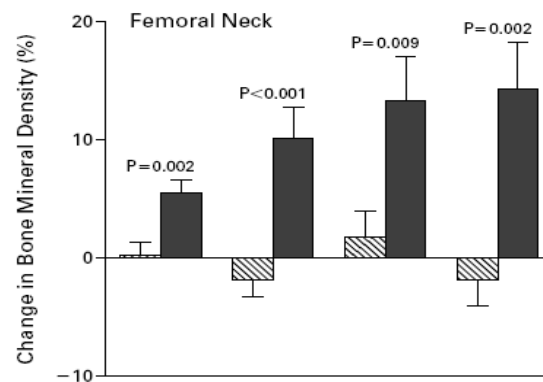 Femoral Neck
Change in Bone Mineral Density (%)
20
10
0
−10
P=0.002
P<0.001
P=0.009
P=0.002